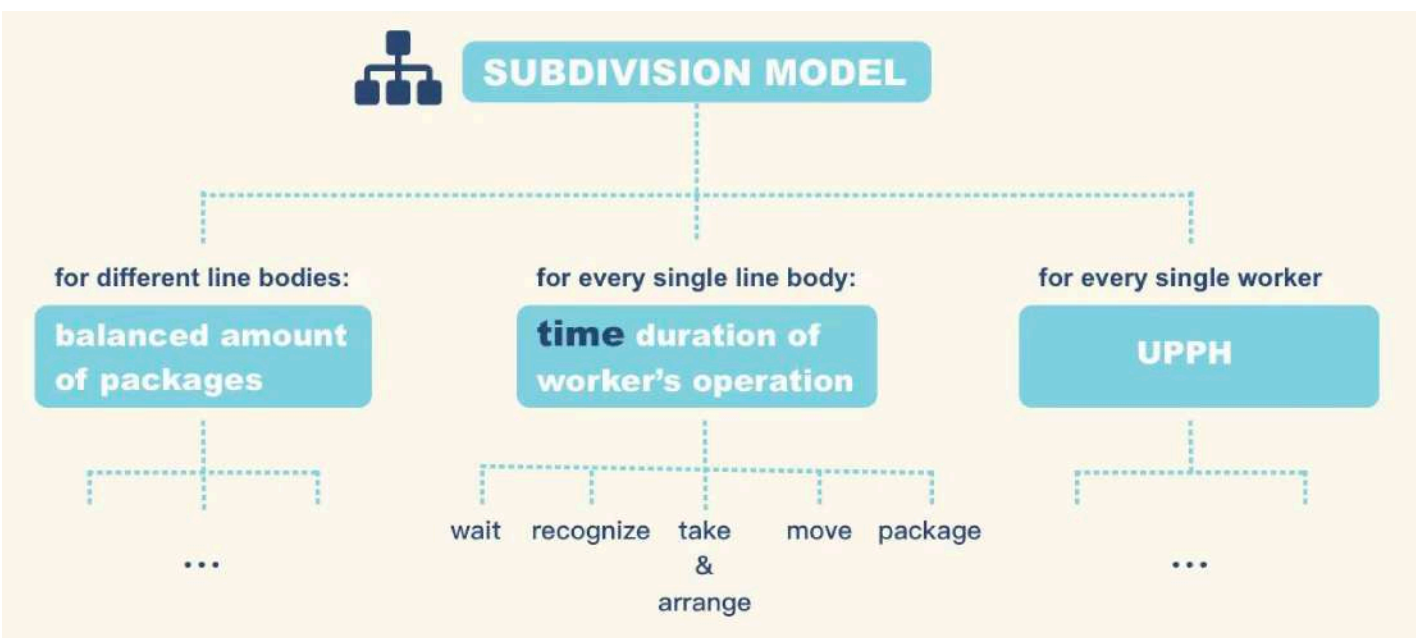 SUBDIVISION MODEL
for different line bodies:
balanced amount
of packages
...
for every single line body:
time duration of
worker's operation
wait recognize take move package
&
arrange
for every single worker
UPPH
...